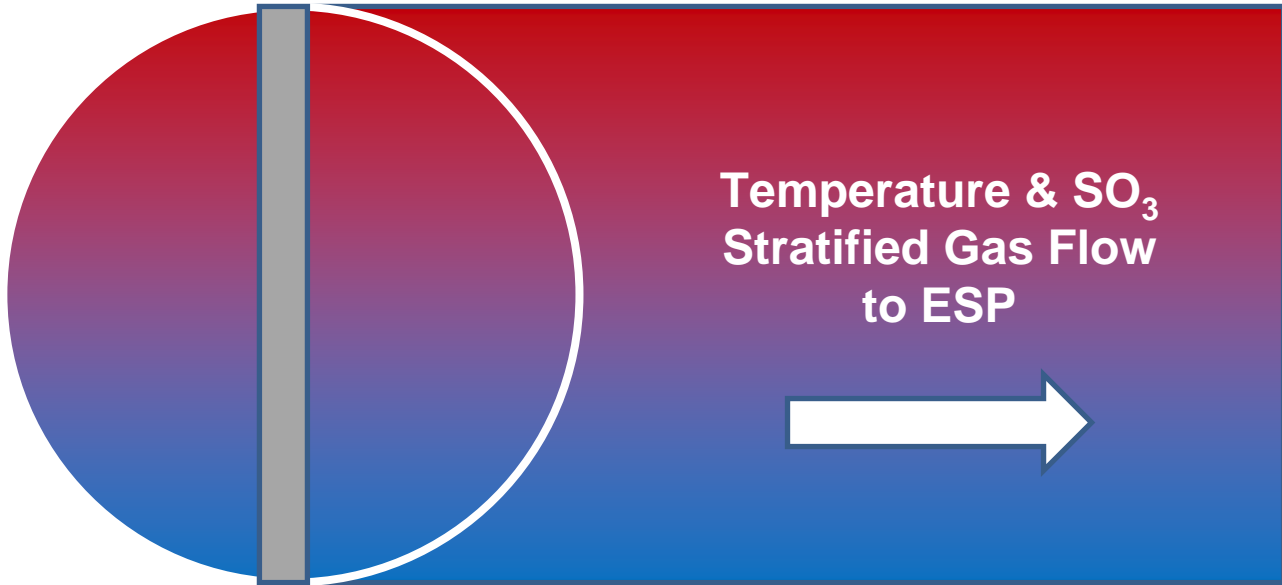 Temperature & SO₃
Stratified Gas Flow
to ESP